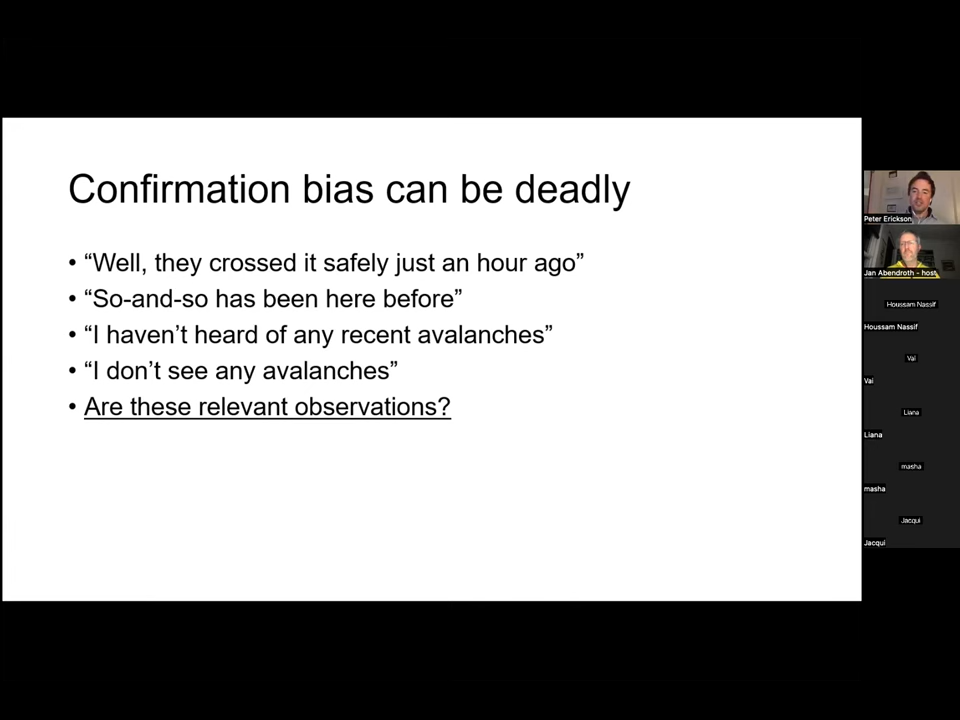 Confirmation bias can be deadly
• “Well, they crossed it safely just an hour ago”
• “So-and-so has been here before”
• “I haven’t heard of any recent avalanches”
• “I don’t see any avalanches”
• Are these relevant observations?
Peter Erickson
Jan Abendroth - host
Houssam Nassif
Houssam Nassif
Vai
Vai
Liana
Liana
masha
masha
Jacqui
Jacqui